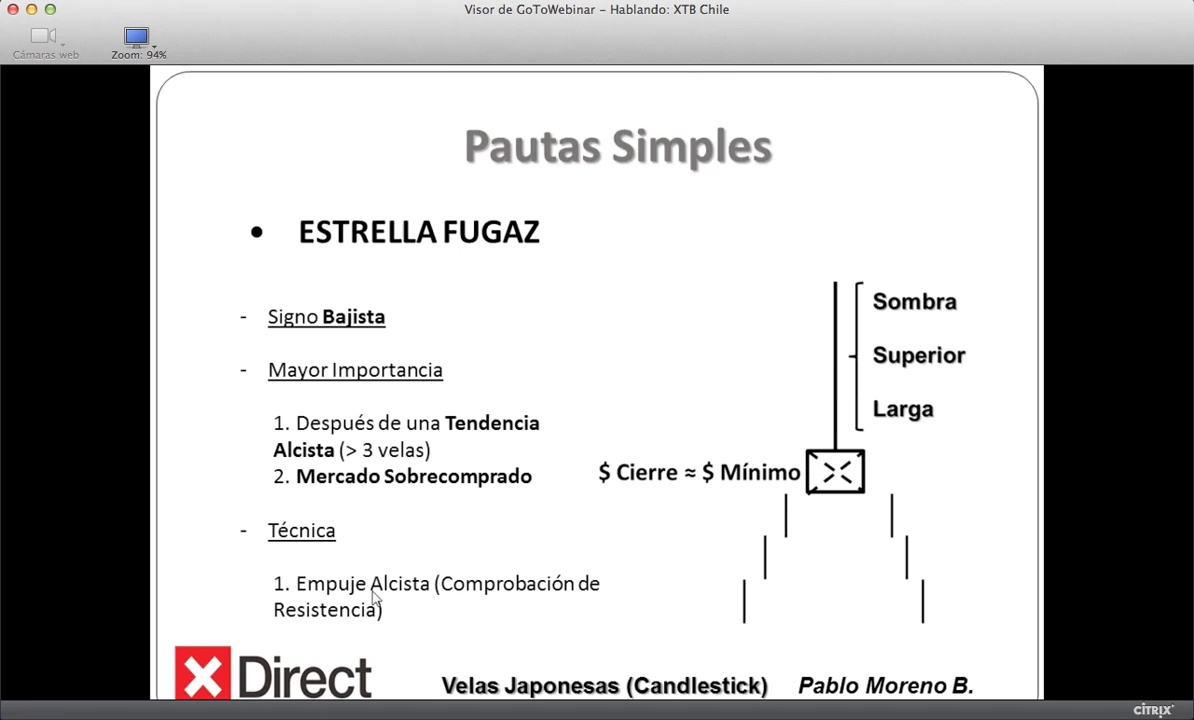 Visor de GoToWebinar – Hablando: XTB Chile
Cámaras web
Zoom: 94%
Pautas Simples
• ESTRELLA FUGAZ
- Signo Bajista
- Mayor Importancia
1. Después de una Tendencia
Alcista (> 3 velas)
2. Mercado Sobrecomprado
- Técnica
1. Empuje Alcista (Comprobación de
Resistencia)
Sombra
Superior
Larga
$ Cierre ≈ $ Mínimo
X Direct
Velas Japonesas (Candlestick) Pablo Moreno B.
CITRIX